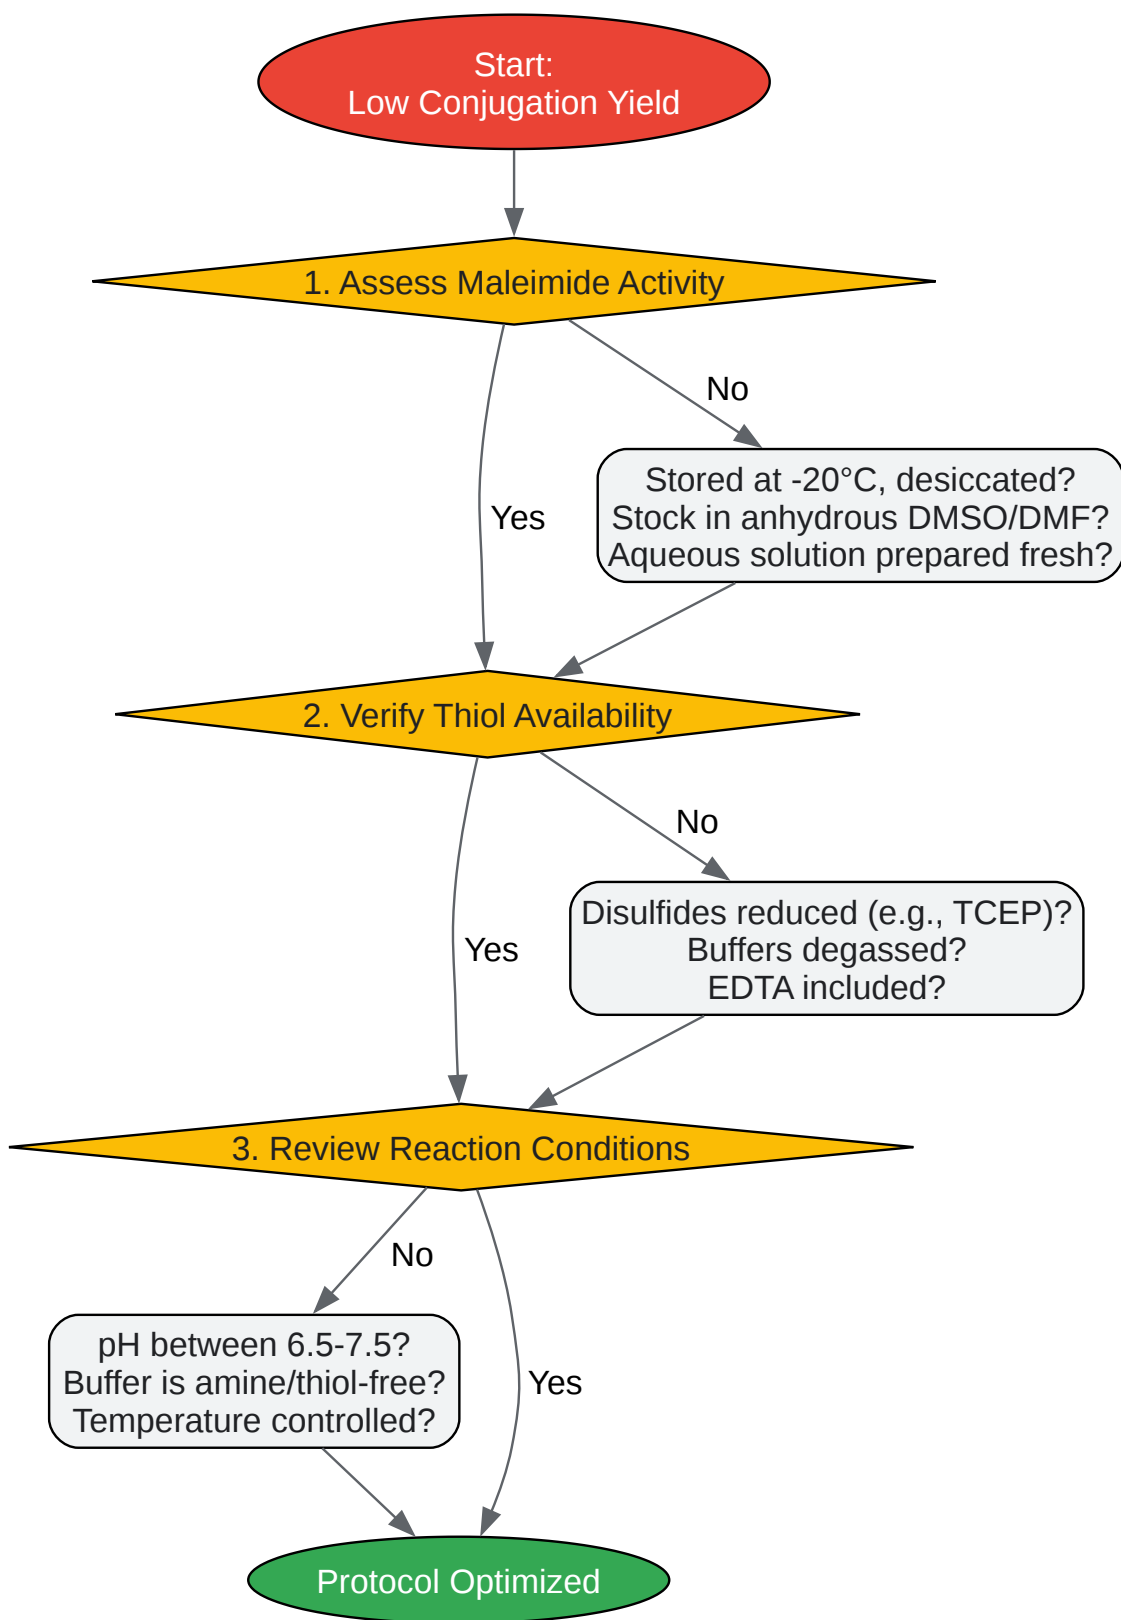 Start:
Low Conjugation Yield
1. Assess Maleimide Activity
No
Stored at -20°C, desiccated?
Stock in anhydrous DMSO/DMF?
Aqueous solution prepared fresh?
Yes
2. Verify Thiol Availability
No
Disulfides reduced (e.g., TCEP)?
Buffers degassed?
EDTA included?
Yes
3. Review Reaction Conditions
No
pH between 6.5-7.5?
Buffer is amine/thiol-free?
Temperature controlled?
Yes
Protocol Optimized